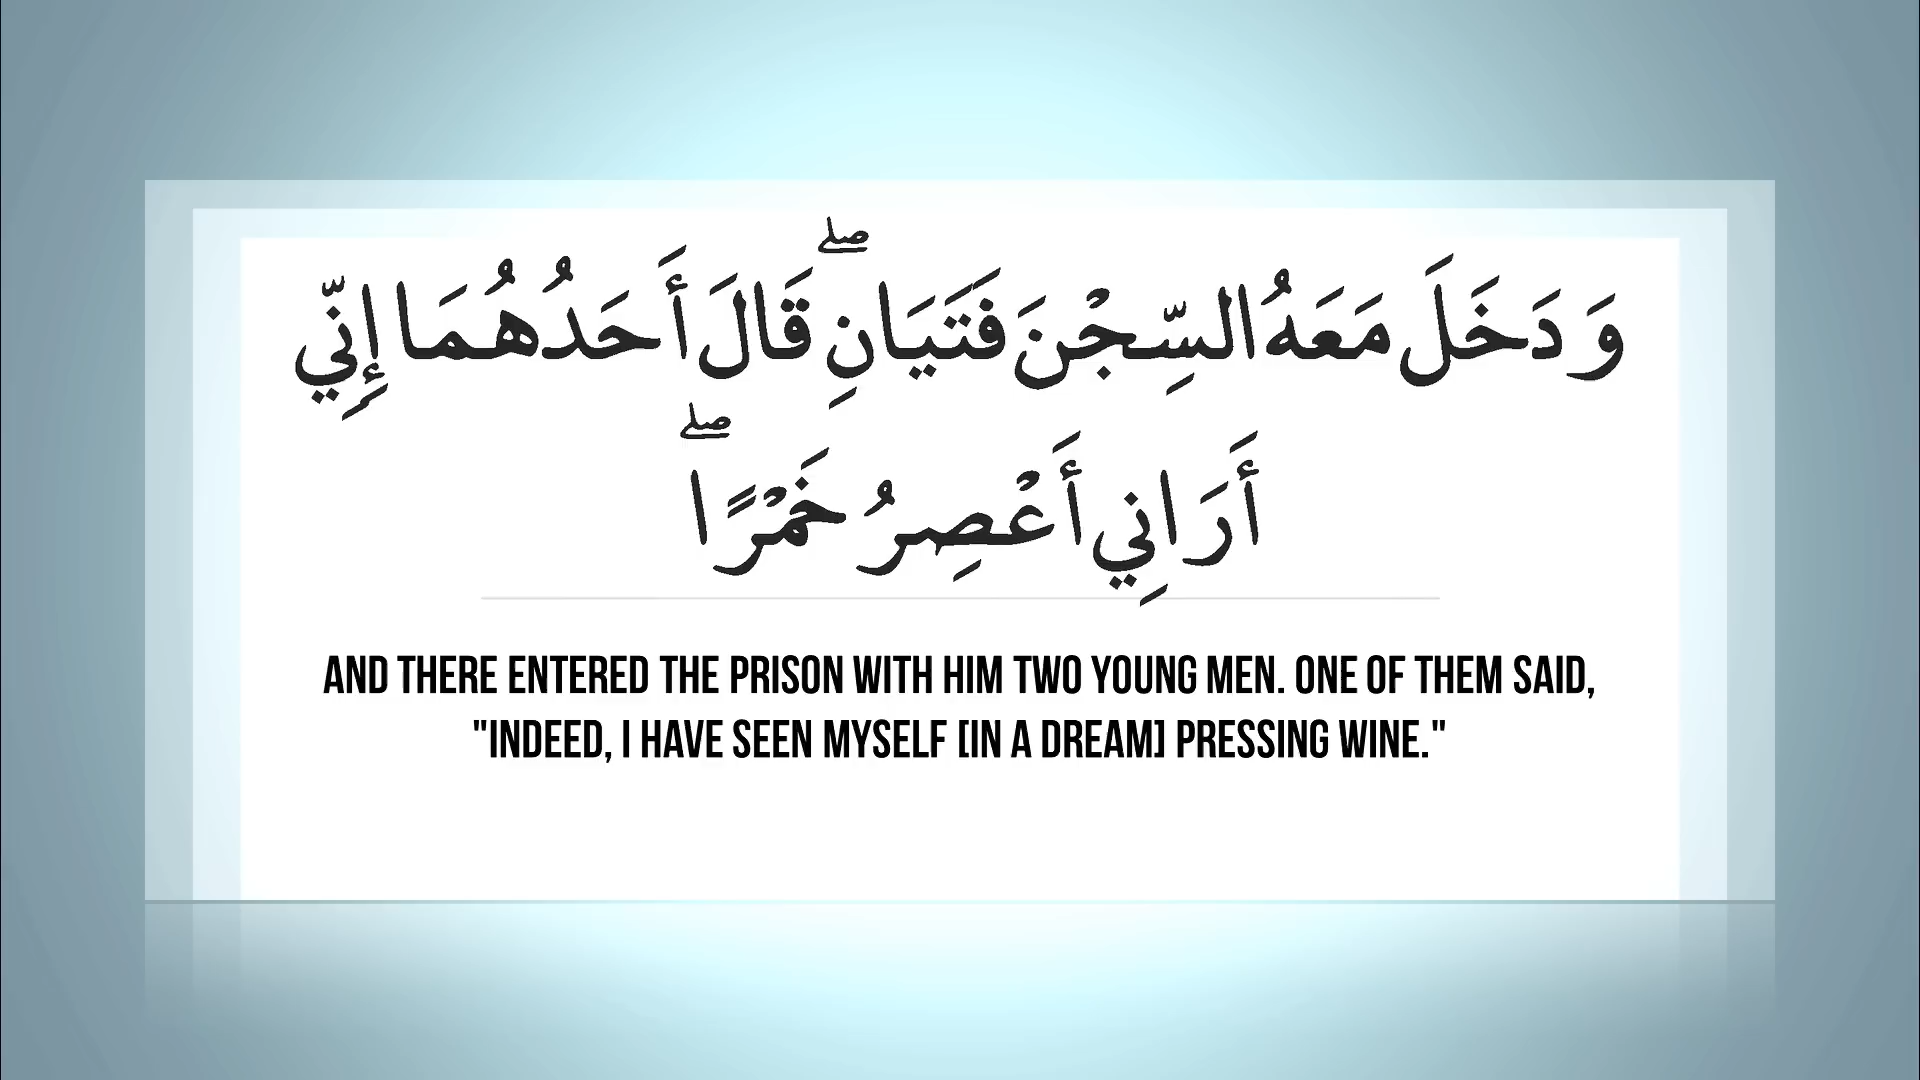 وَدَخَلَ مَعَهُ السِّجْنَ فَتَيَانِ ۖ قَالَ أَحَدُهُمَا إِنِّي
أَرَانِي أَعْصِرُ خَمْرًا ۖ
AND THERE ENTERED THE PRISON WITH HIM TWO YOUNG MEN. ONE OF THEM SAID,
"INDEED, I HAVE SEEN MYSELF [IN A DREAM] PRESSING WINE."